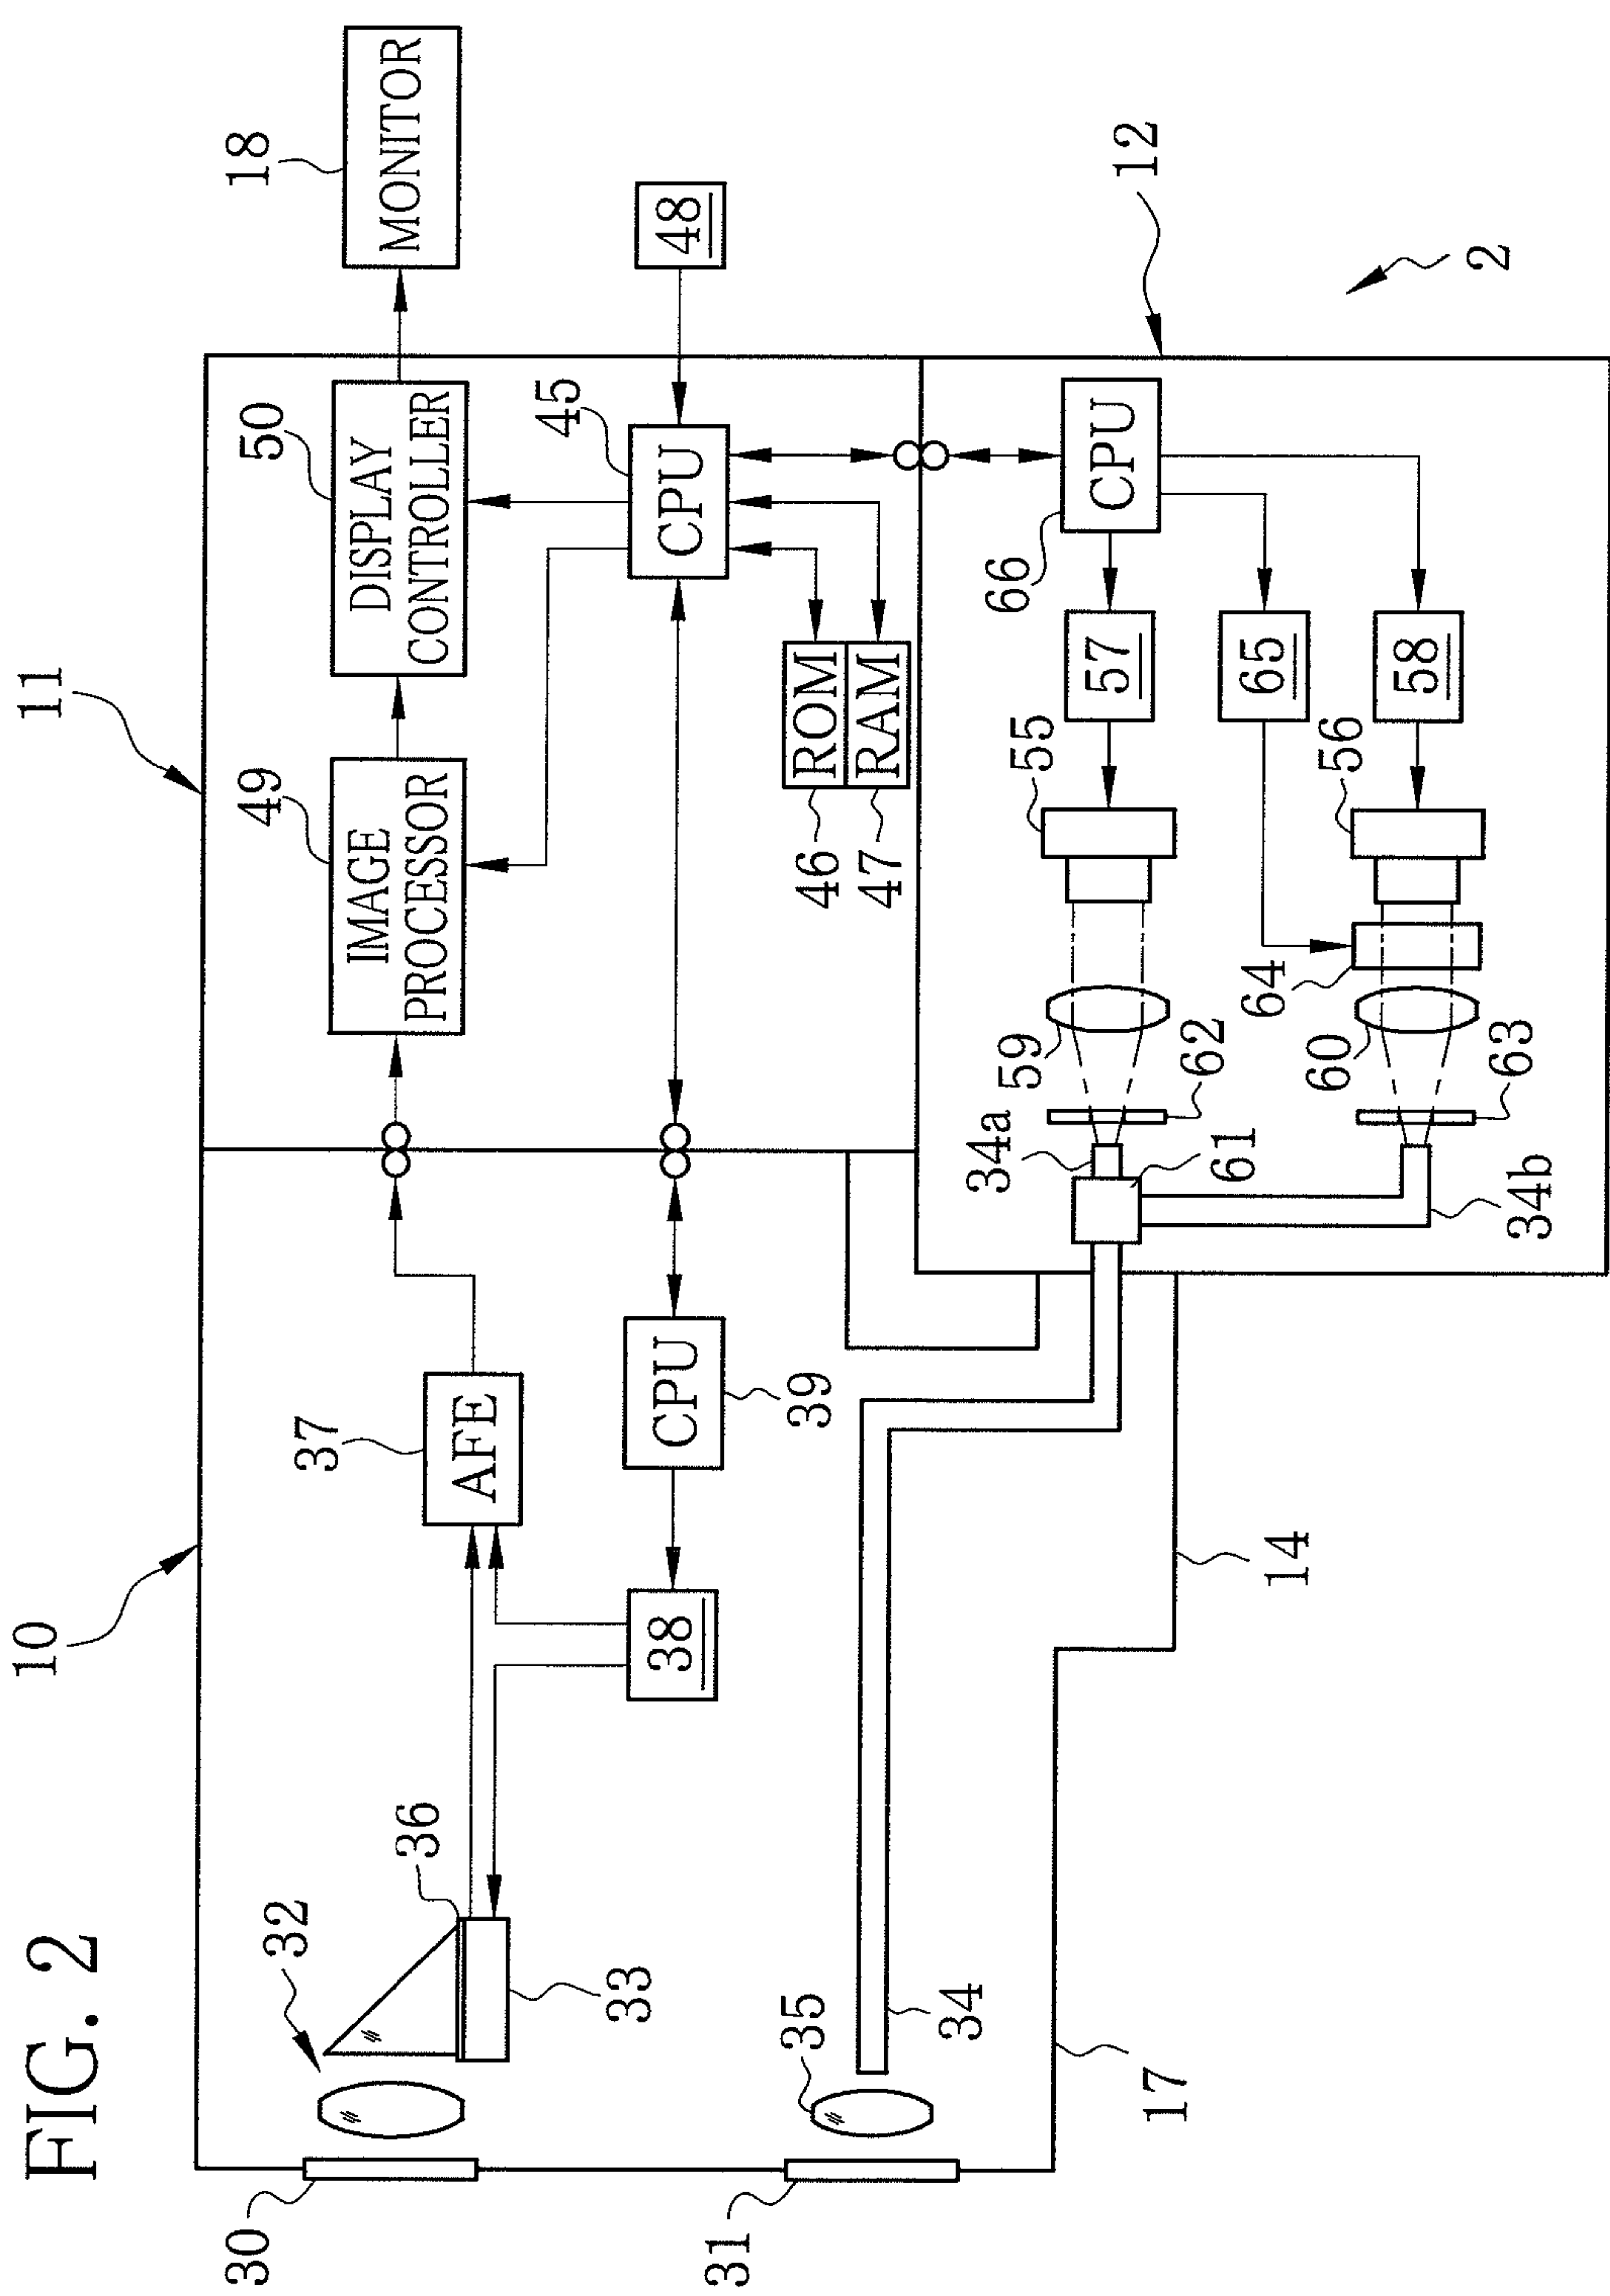 FIG. 2
10
11
18
MONITOR
50
DISPLAY
CONTROLLER
49
IMAGE
PROCESSOR
48
45
CPU
12
2
37
AFE
36
32
33
38
CPU
39
46
ROM
47
RAM
66
CPU
57
65
58
55
56
64
59
60
62
63
34a
61
34b
30
31
35
34
14
17